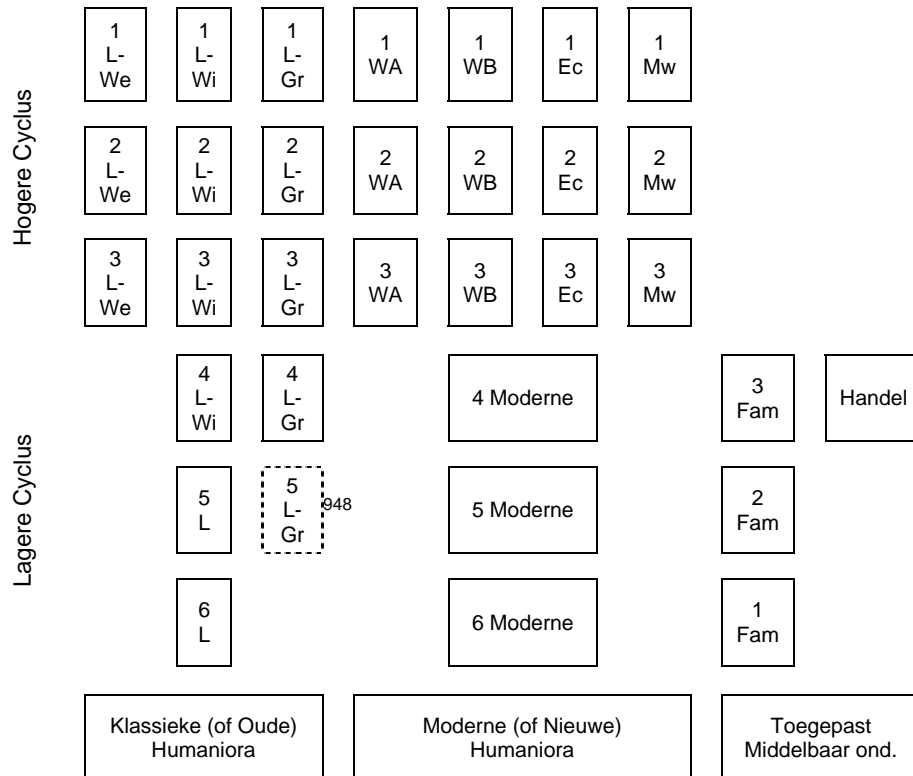 Hogere Cyclus
1
L-
We
1
L-
Wi
1
L-
Gr
1
WA
1
WB
1
Ec
1
Mw
2
L-
We
2
L-
Wi
2
L-
Gr
2
WA
2
WB
2
Ec
2
Mw
3
L-
We
3
L-
Wi
3
L-
Gr
3
WA
3
WB
3
Ec
3
Mw
Lagere Cyclus
4
L-
Wi
4
L-
Gr
4 Moderne
3
Fam
Handel
5
L
5
L-
Gr
948
5 Moderne
2
Fam
6
L
6 Moderne
1
Fam
Klassieke (of Oude)
Humaniora
Moderne (of Nieuwe)
Humaniora
Toegepast
Middelbaar ond.